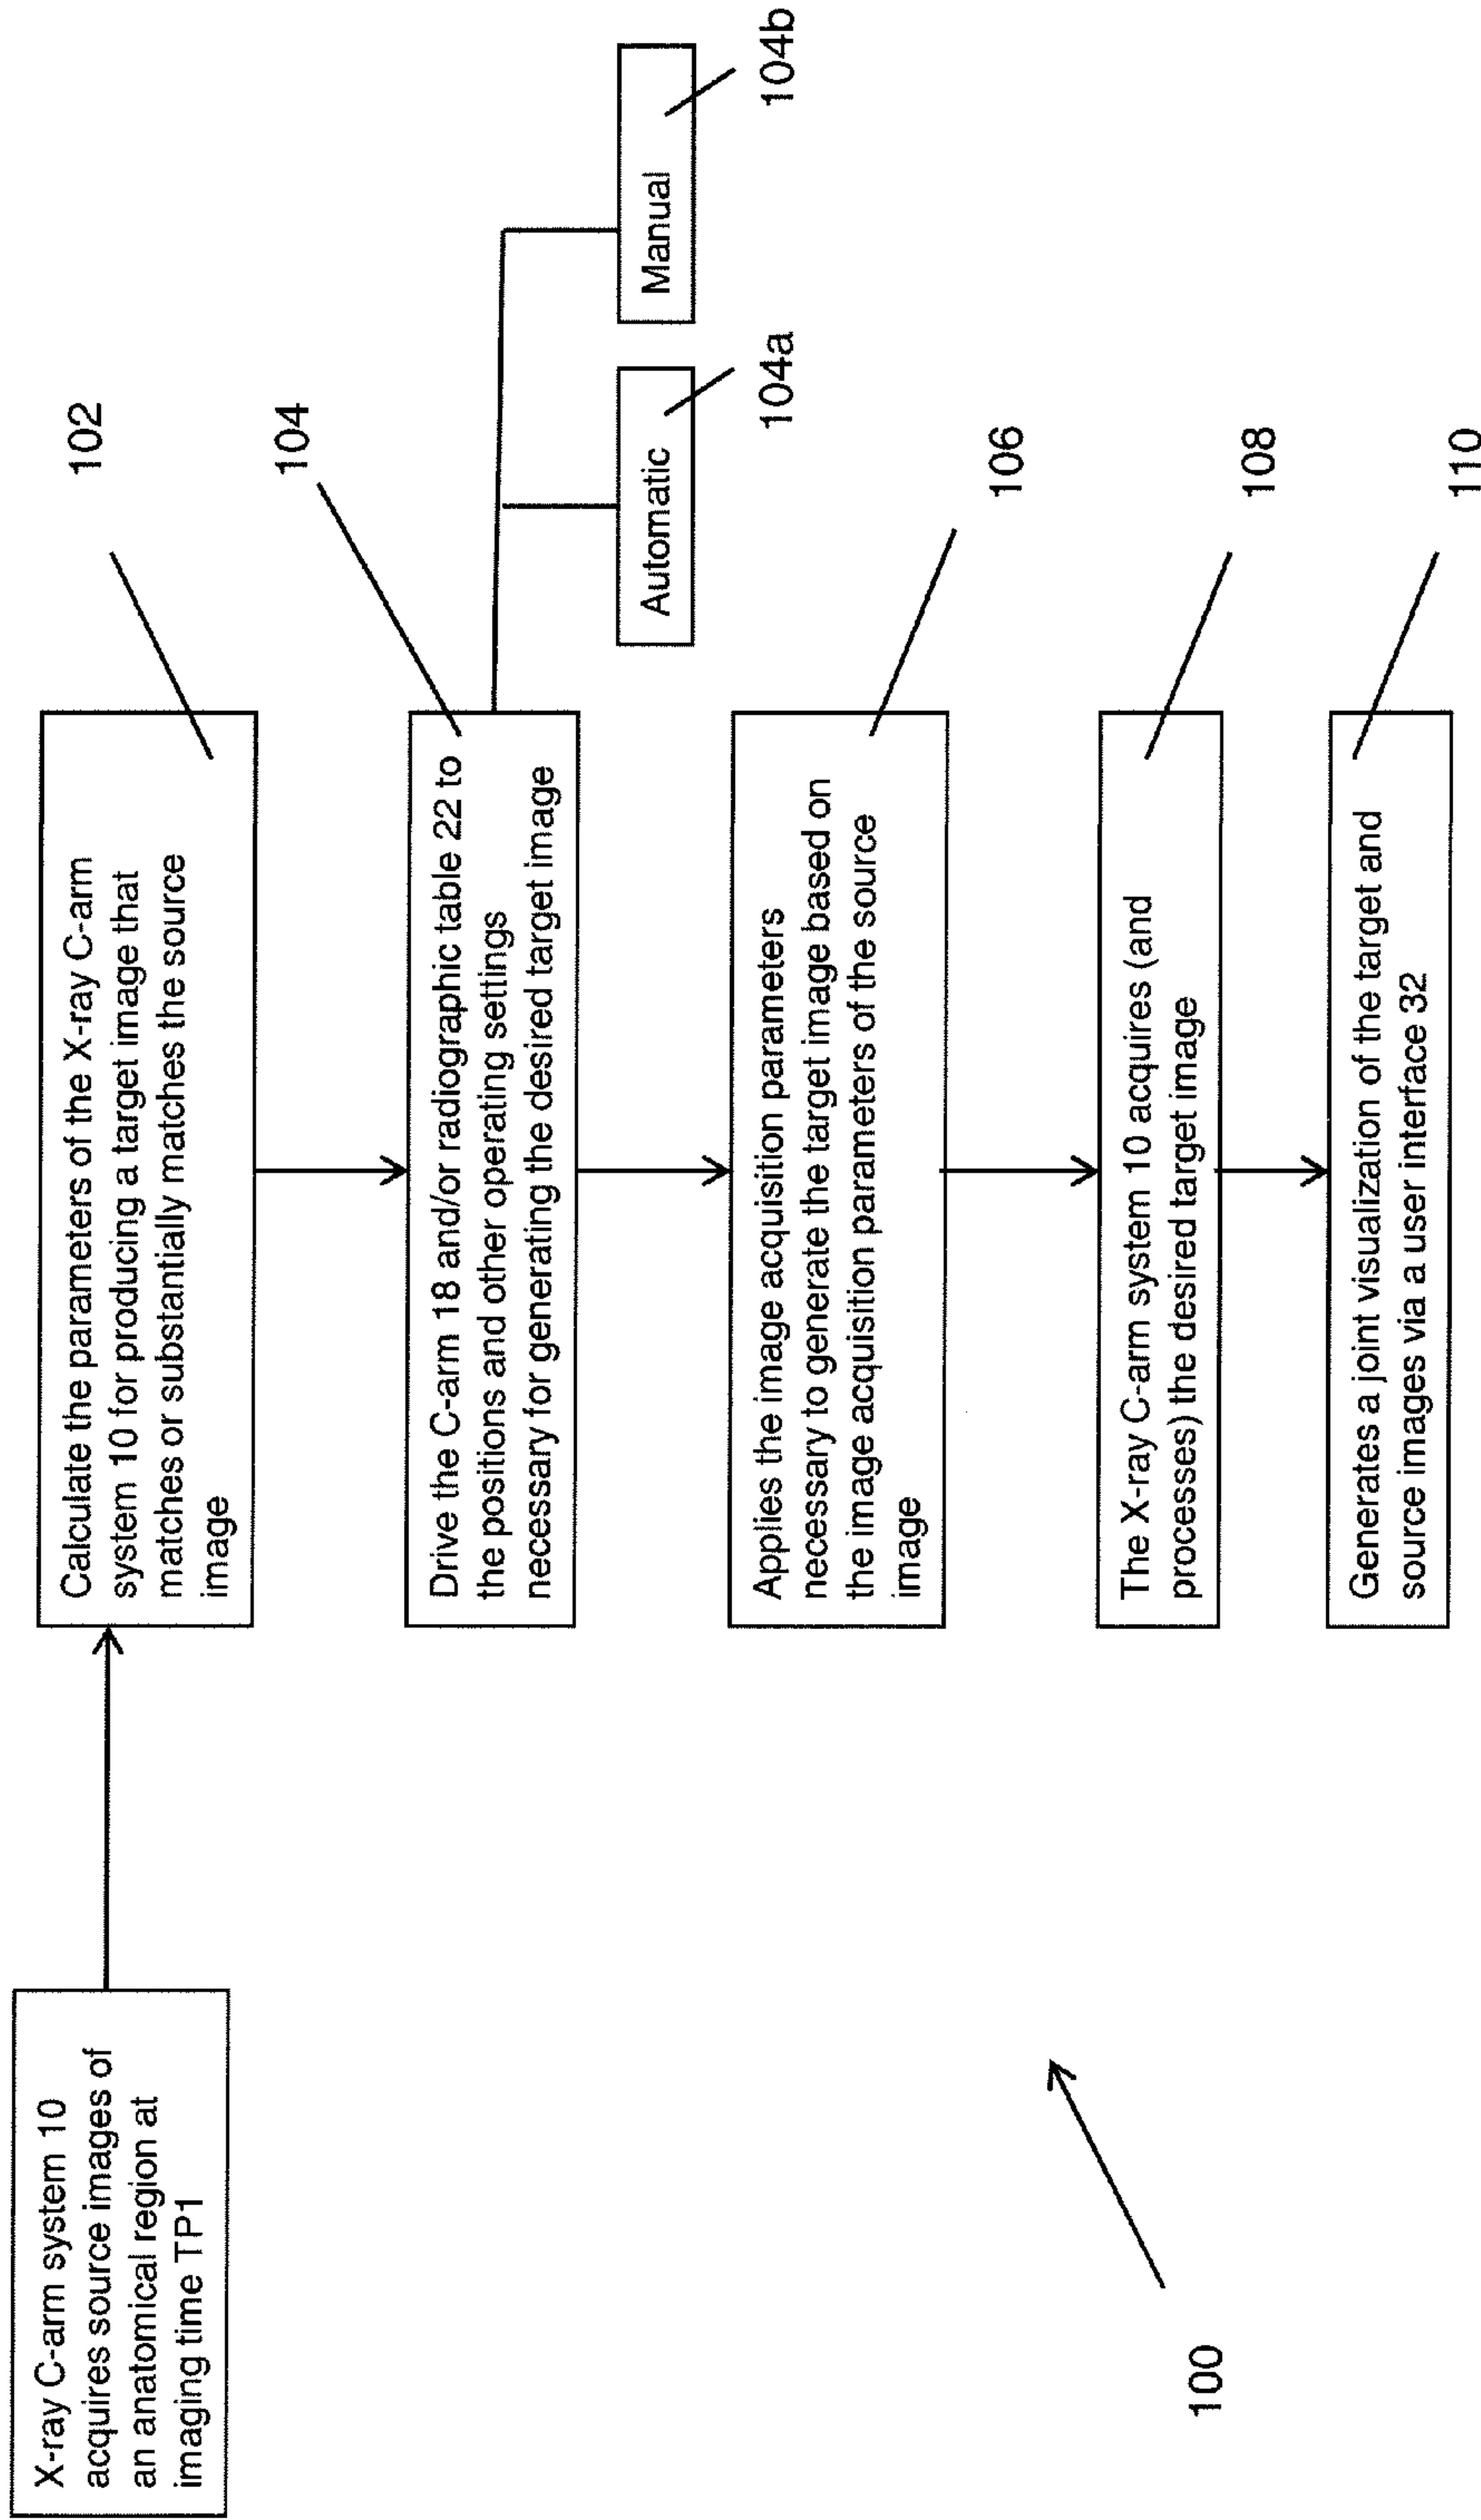 X-ray C-arm system 10
acquires source images of
an anatomical region at
imaging time TP1
Calculate the parameters of the X-ray C-arm
system 10 for producing a target image that
matches or substantially matches the source
image
102
Drive the C-arm 18 and/or radiographic table 22 to
the positions and other operating settings
necessary for generating the desired target image
104
Automatic
104a
Manual
104b
Applies the image acquisition parameters
necessary to generate the target image based on
the image acquisition parameters of the source
image
106
The X-ray C-arm system 10 acquires (and
processes) the desired target image
108
Generates a joint visualization of the target and
source images via a user interface 32
110
100